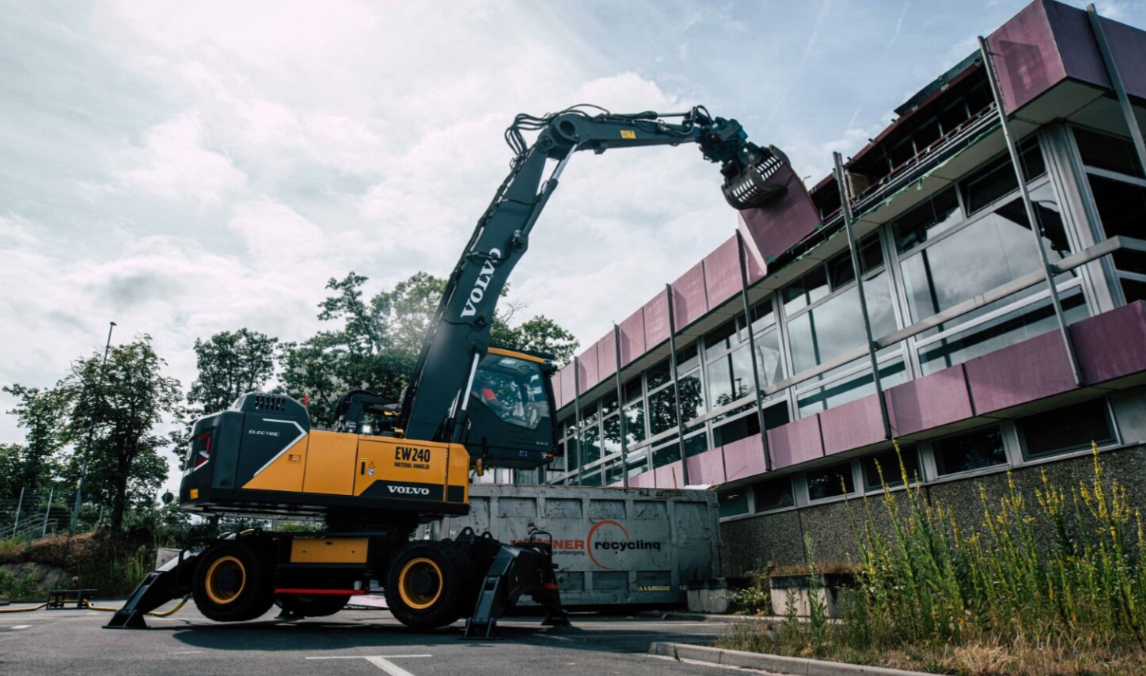 VOLVO
ELECTRIC
EW240
MATERIAL HANDLER
VOLVO
recycling